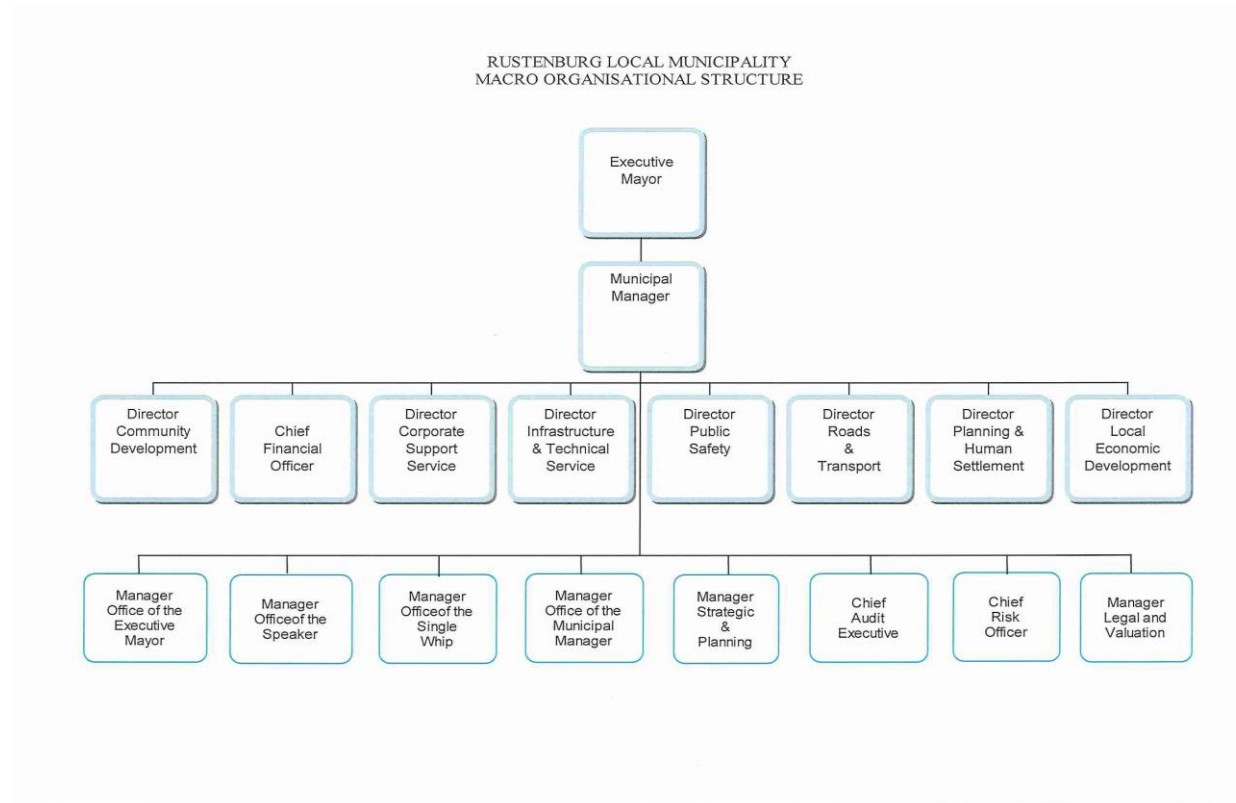 RUSTENBURG LOCAL MUNICIPALITY
MACRO ORGANISATIONAL STRUCTURE
Executive
Mayor
Municipal
Manager
Director
Community
Development
Chief
Financial
Officer
Director
Corporate
Support
Service
Director
Infrastructure
& Technical
Service
Director
Public
Safety
Director
Roads
&
Transport
Director
Planning &
Human
Settlement
Director
Local
Economic
Development
Manager
Office of the
Executive
Mayor
Manager
Officeof the
Speaker
Manager
Officeof the
Single
Whip
Manager
Office of the
Municipal
Manager
Manager
Strategic
&
Planning
Chief
Audit
Executive
Chief
Risk
Officer
Manager
Legal and
Valuation